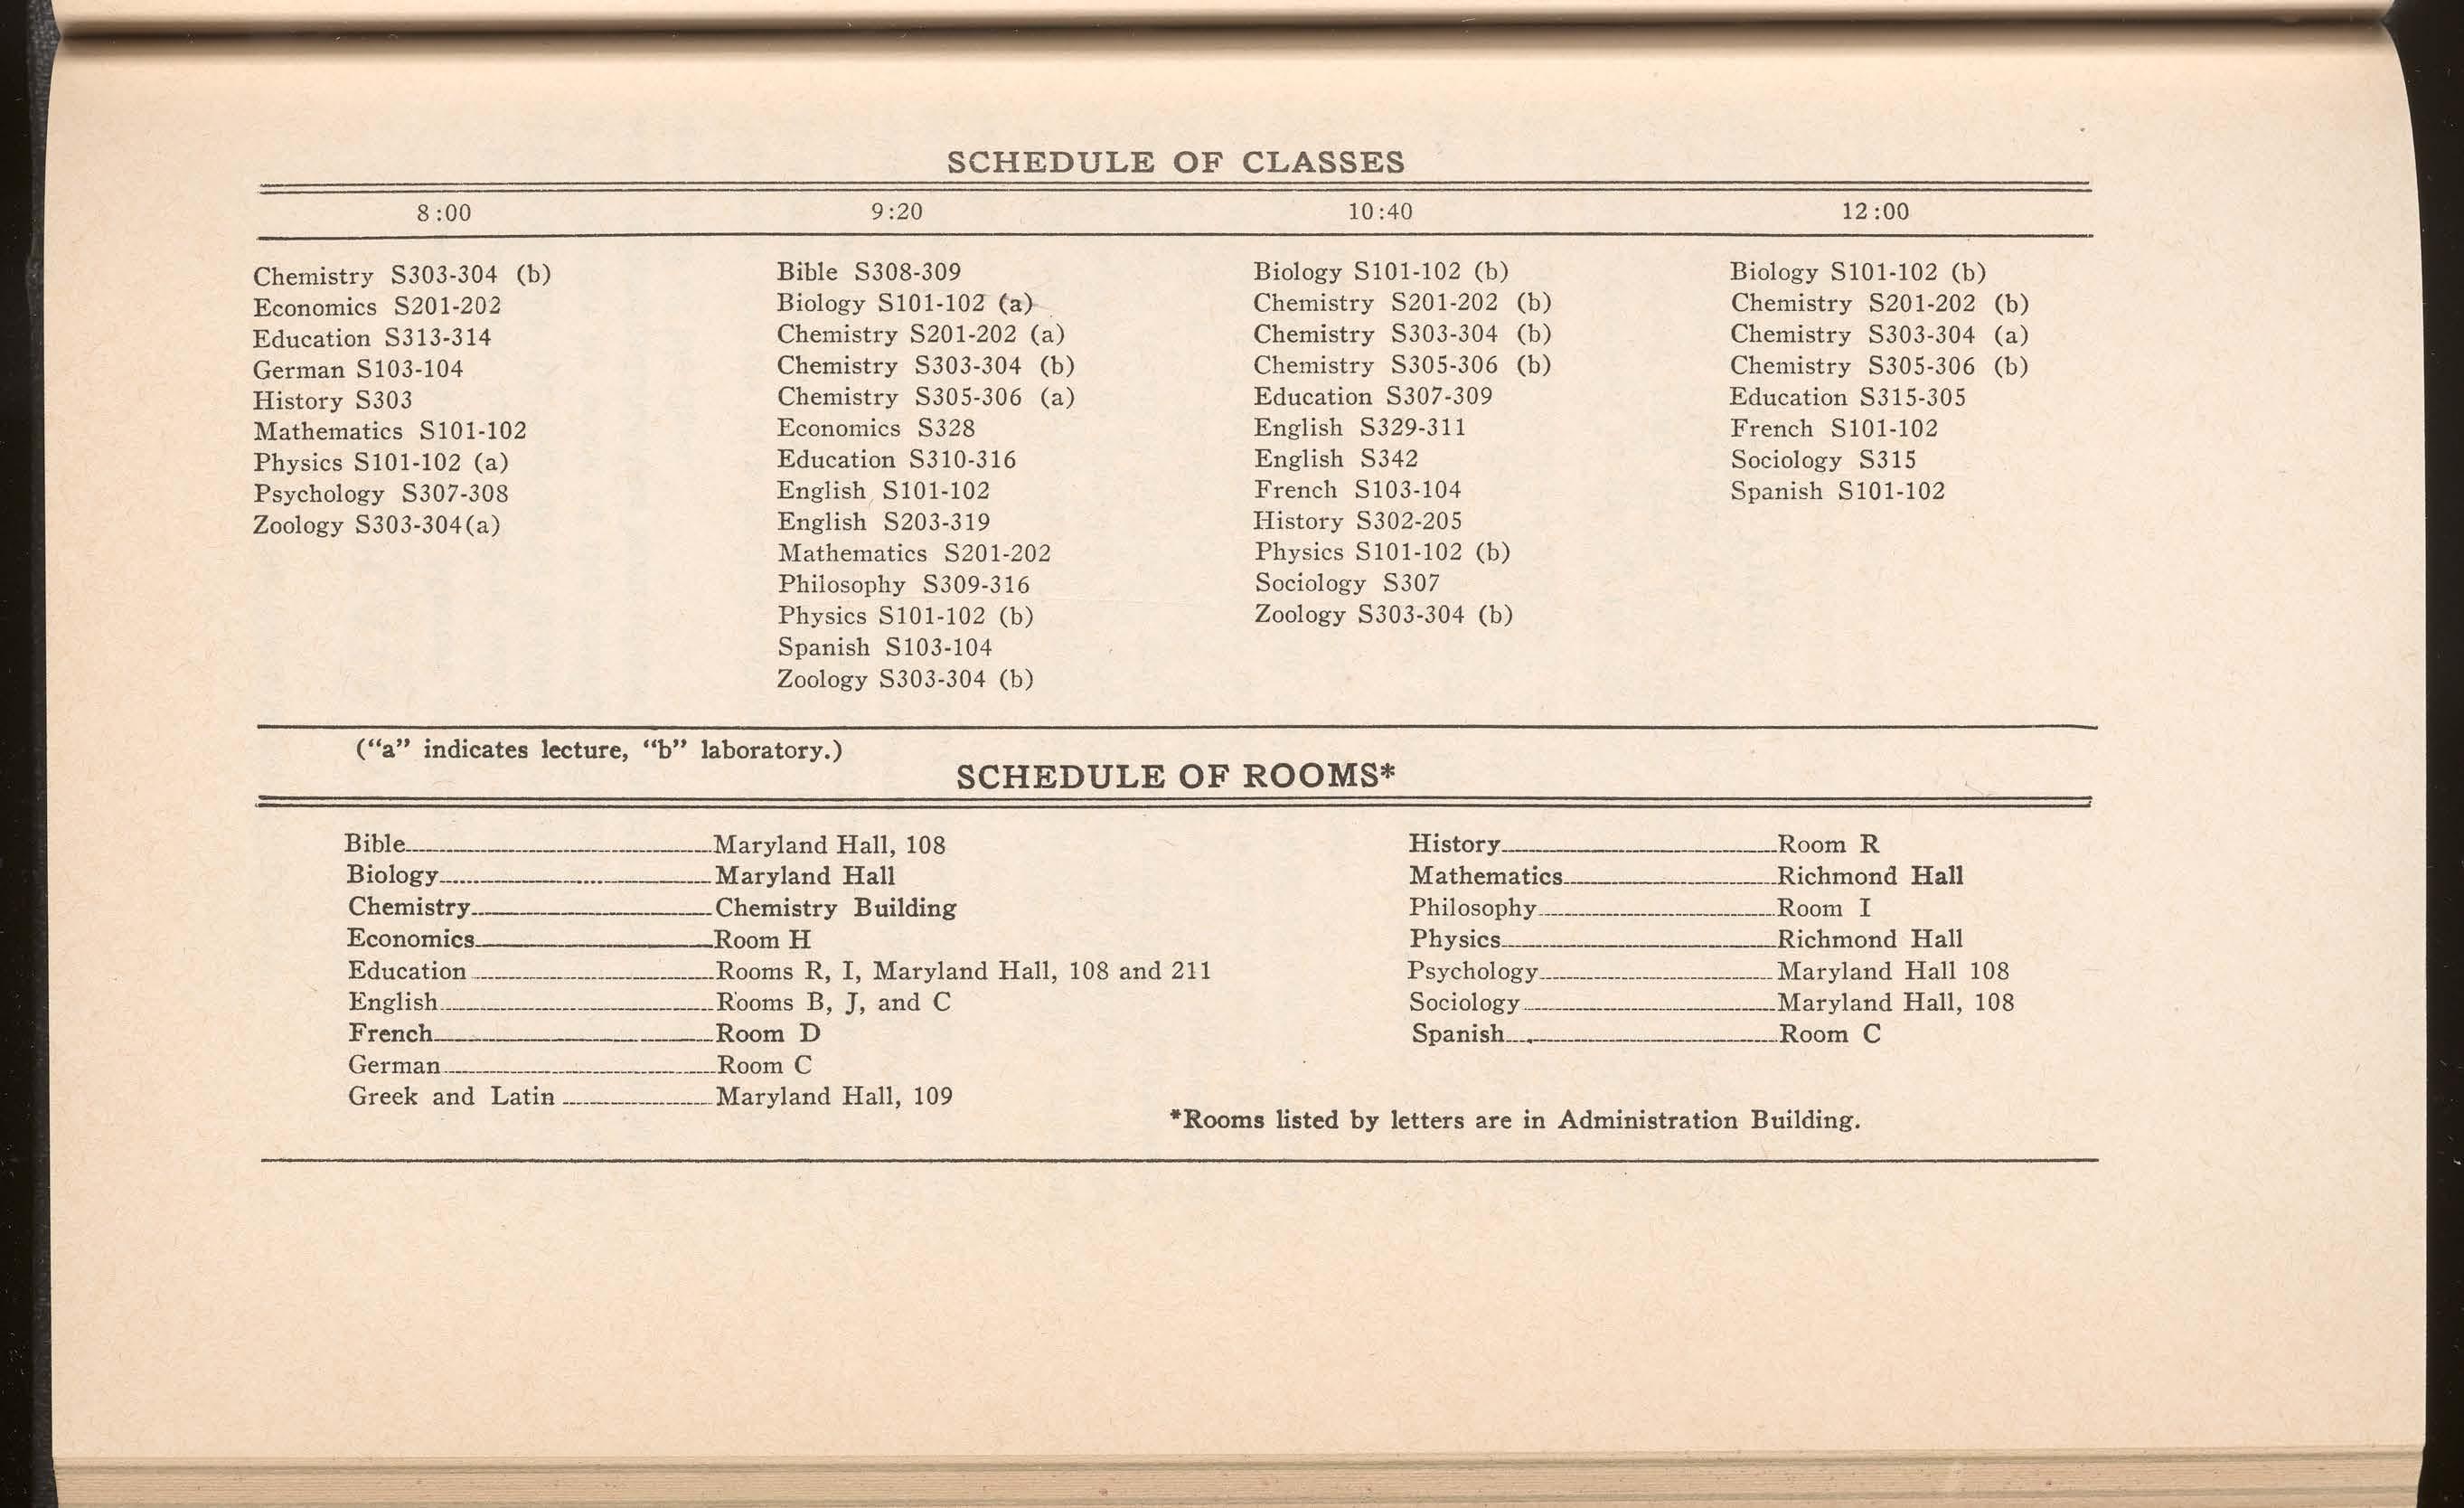 SCHEDULE OF CLASSES
8:00
9:20
10:40
12:00
Chemistry S303-304 (b)
Economics S201-202
Education S313-314
German S103-104
History S303
Mathematics S101-102
Physics S101-102 (a)
Psychology S307-308
Zoology S303-304(a)
Bible S308-309
Biology S101-102 (a)
Chemistry S201-202 (a)
Chemistry S303-304 (b)
Chemistry S305-306 (a)
Economics S328
Education S310-316
English S101-102
English S203-319
Mathematics S201-202
Philosophy S309-316
Physics S101-102 (b)
Spanish S103-104
Zoology S303-304 (b)
Biology S101-102 (b)
Chemistry S201-202 (b)
Chemistry S303-304 (b)
Chemistry S305-306 (b)
Education S307-309
English S329-311
English S342
French S103-104
History S302-205
Physics S101-102 (b)
Sociology S307
Zoology S303-304 (b)
Biology S101-102 (b)
Chemistry S201-202 (b)
Chemistry S303-304 (a)
Chemistry S305-306 (b)
Education S315-305
French S101-102
Sociology S315
Spanish S101-102
(“a” indicates lecture, “b” laboratory.)
SCHEDULE OF ROOMS*
Bible Maryland Hall, 108
Biology Maryland Hall
Chemistry Chemistry Building
Economics Room H
Education Rooms R, I, Maryland Hall, 108 and 211
English Rooms B, J, and C
French Room D
German Room C
Greek and Latin Maryland Hall, 109
History Room R
Mathematics Richmond Hall
Philosophy Room I
Physics Richmond Hall
Psychology Maryland Hall 108
Sociology Maryland Hall, 108
Spanish Room C
*Rooms listed by letters are in Administration Building.